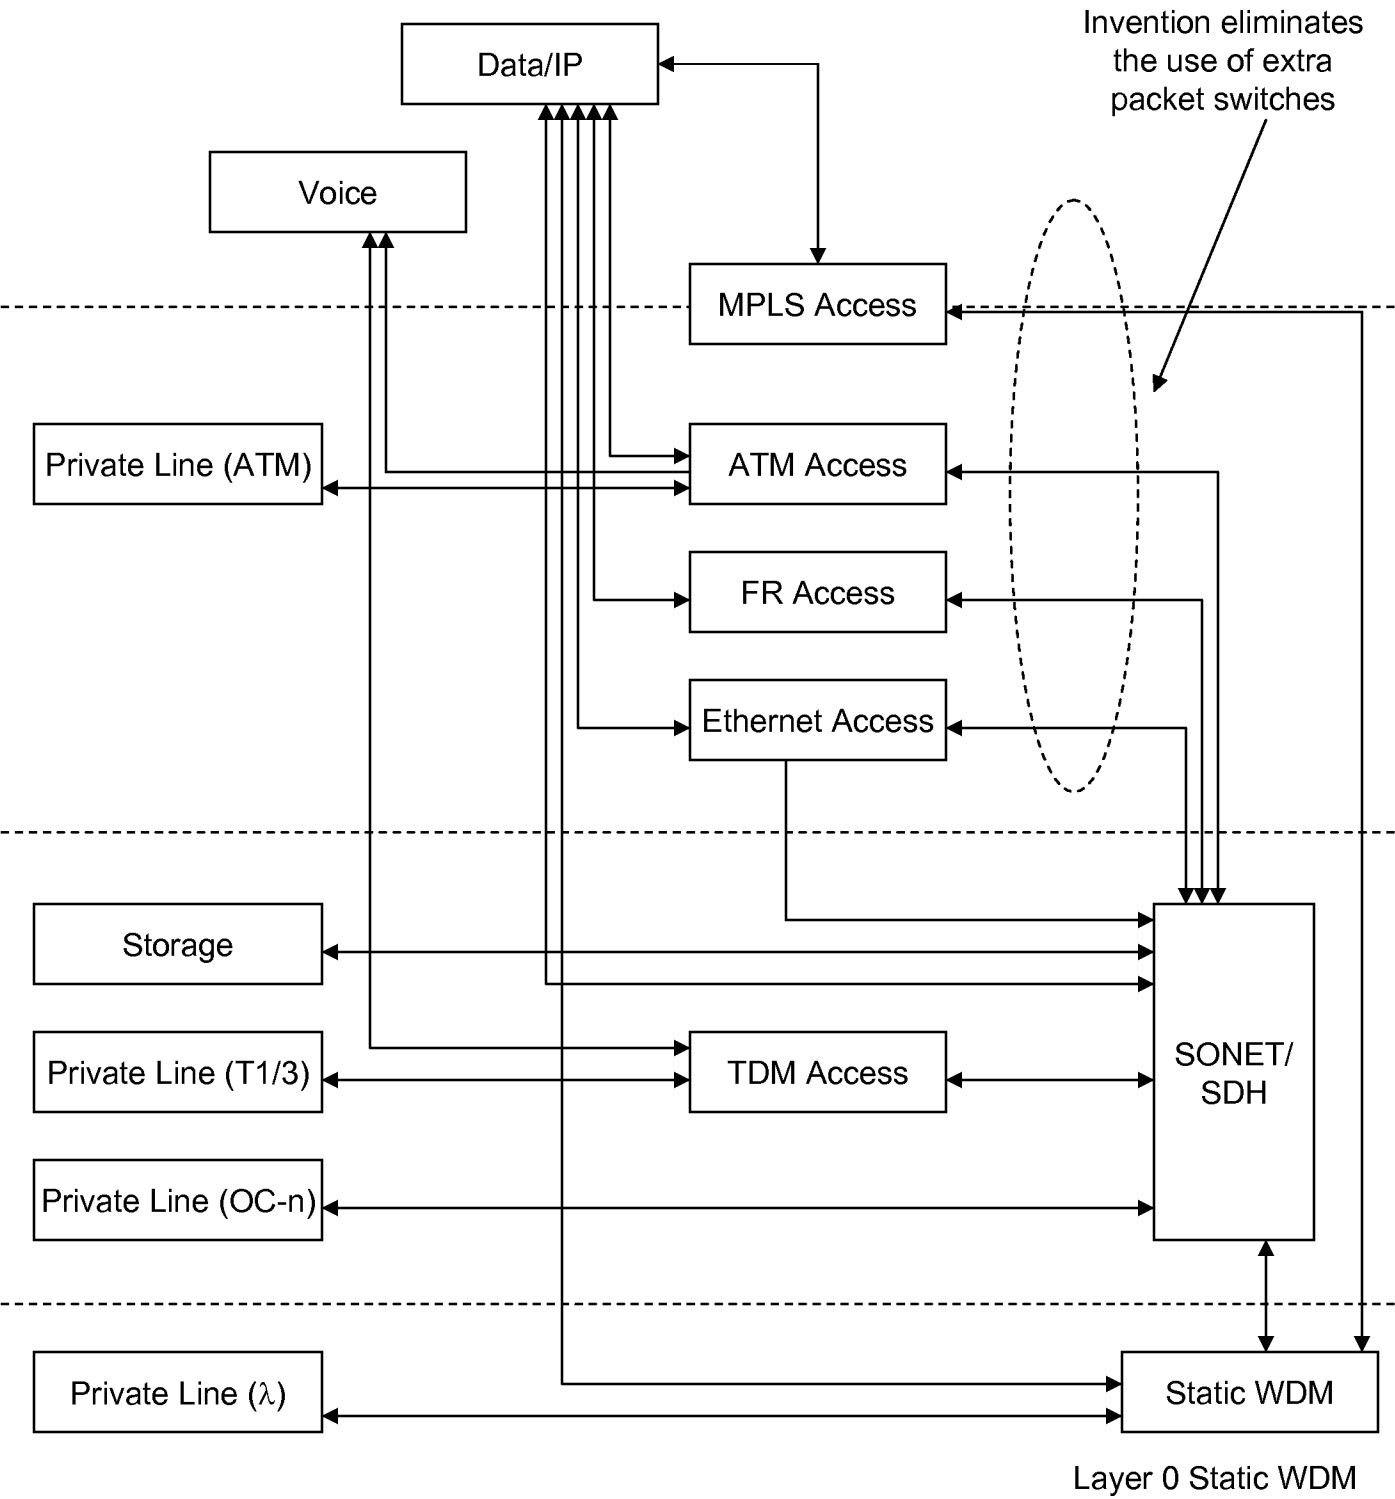 Invention eliminates
the use of extra
packet switches
Data/IP
Voice
MPLS Access
Private Line (ATM)
ATM Access
FR Access
Ethernet Access
Storage
SONET/
SDH
Private Line (T1/3)
TDM Access
Private Line (OC-n)
Private Line (λ)
Static WDM
Layer 0 Static WDM